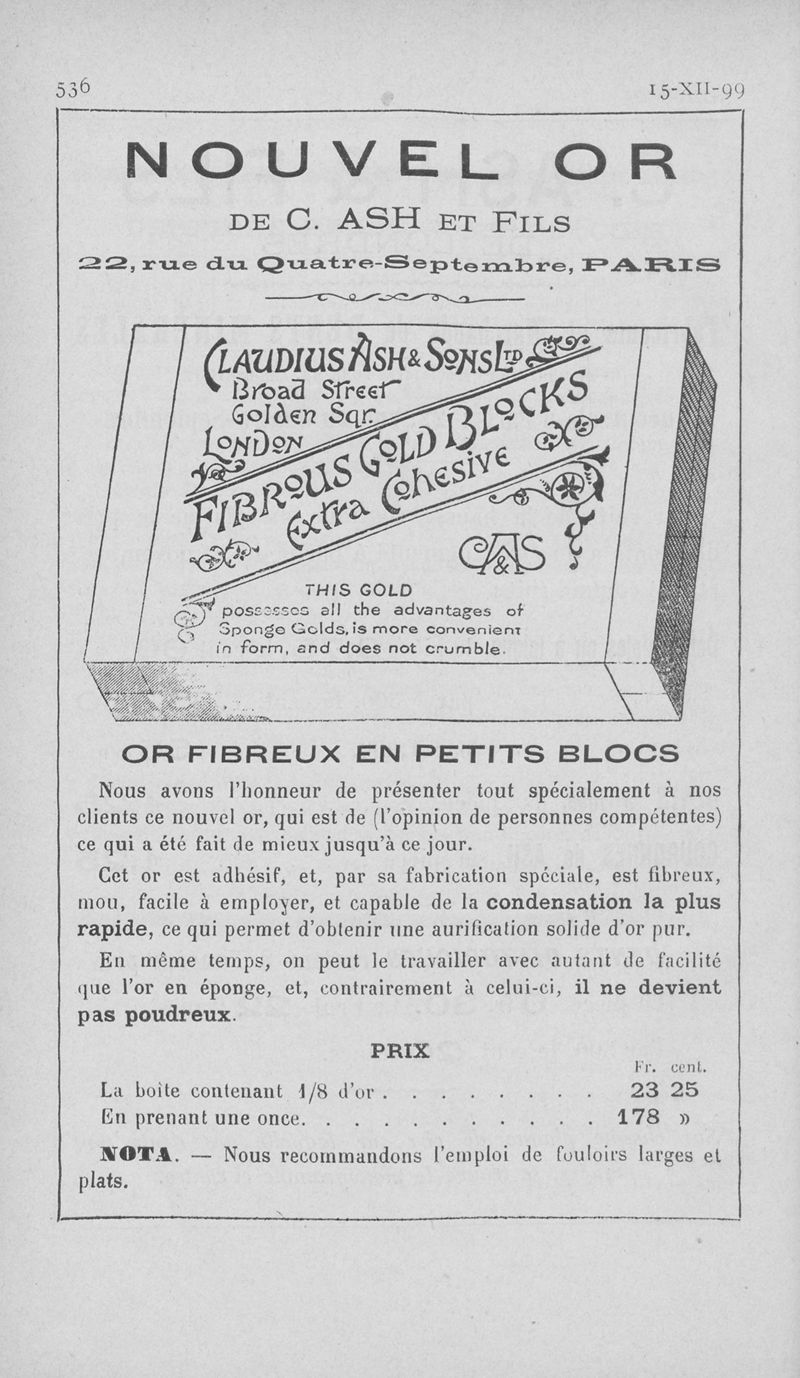 536 15-XII-99
NOUVEL OR
DE C. ASH ET FILS
22, rue du Quatre-Septembre, PARIS
CLAUDIUS ASH & SONS LTD
Broad Street
Golden Sqr.
LONDON
FIBROUS GOLD BLOCKS
Extra Cohesive
CA&S
THIS GOLD
possesses all the advantages of
Sponge Golds, is more convenient
in form, and does not crumble.
OR FIBREUX EN PETITS BLOCS
Nous avons l'honneur de présenter tout spécialement à nos
clients ce nouvel or, qui est de (l'opinion de personnes compétentes)
ce qui a été fait de mieux jusqu'à ce jour.
Cet or est adhésif, et, par sa fabrication spéciale, est fibreux,
mou, facile à employer, et capable de la condensation la plus
rapide, ce qui permet d'obtenir une aurification solide d'or pur.
En même temps, on peut le travailler avec autant de facilité
que l'or en éponge, et, contrairement à celui-ci, il ne devient
pas poudreux.
PRIX
Fr. cent.
La boîte contenant 1/8 d'or . . . . . . . . 23 25
En prenant une once. . . . . . . . . . . 178 »
NOTA. — Nous recommandons l'emploi de fouloirs larges et
plats.